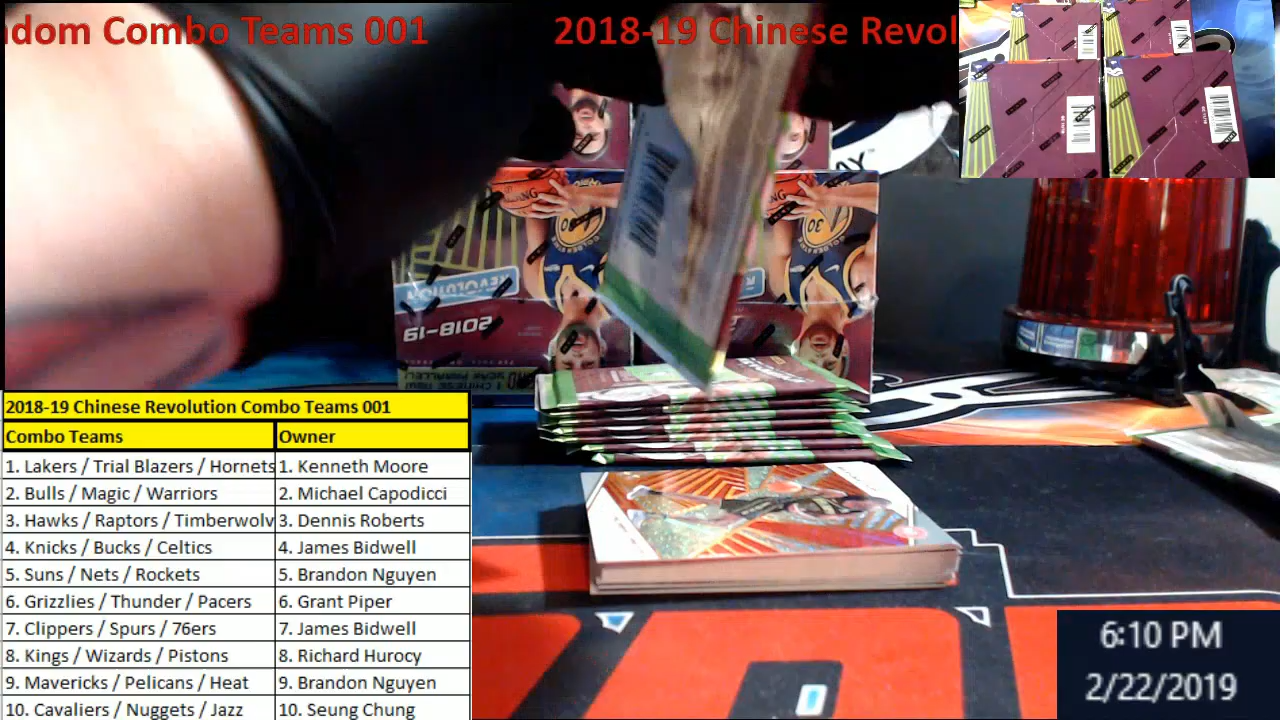 dom Combo Teams 001
2018-19 Chinese Revol
30
30
REVOLUTION
2018-19
2018-19 Chinese Revolution Combo Teams 001
Combo Teams Owner
1. Lakers / Trial Blazers / Hornets 1. Kenneth Moore
2. Bulls / Magic / Warriors 2. Michael Capodicci
3. Hawks / Raptors / Timberwolv 3. Dennis Roberts
4. Knicks / Bucks / Celtics 4. James Bidwell
5. Suns / Nets / Rockets 5. Brandon Nguyen
6. Grizzlies / Thunder / Pacers 6. Grant Piper
7. Clippers / Spurs / 76ers 7. James Bidwell
8. Kings / Wizards / Pistons 8. Richard Hurocy
9. Mavericks / Pelicans / Heat 9. Brandon Nguyen
10. Cavaliers / Nuggets / Jazz 10. Seung Chung
6:10 PM
2/22/2019